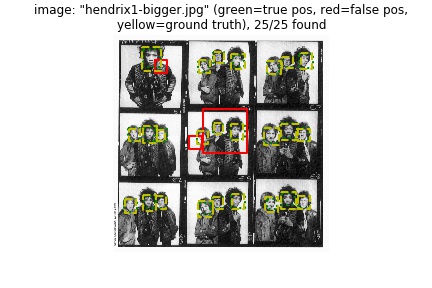 image: "hendrix1-bigger.jpg" (green=true pos, red=false pos,
yellow=ground truth), 25/25 found